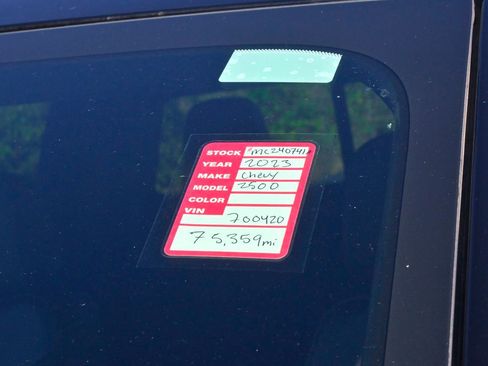 STOCK MC240741
YEAR 2023
MAKE Chevy
MODEL 2500
COLOR
VIN 700420
75,359mi